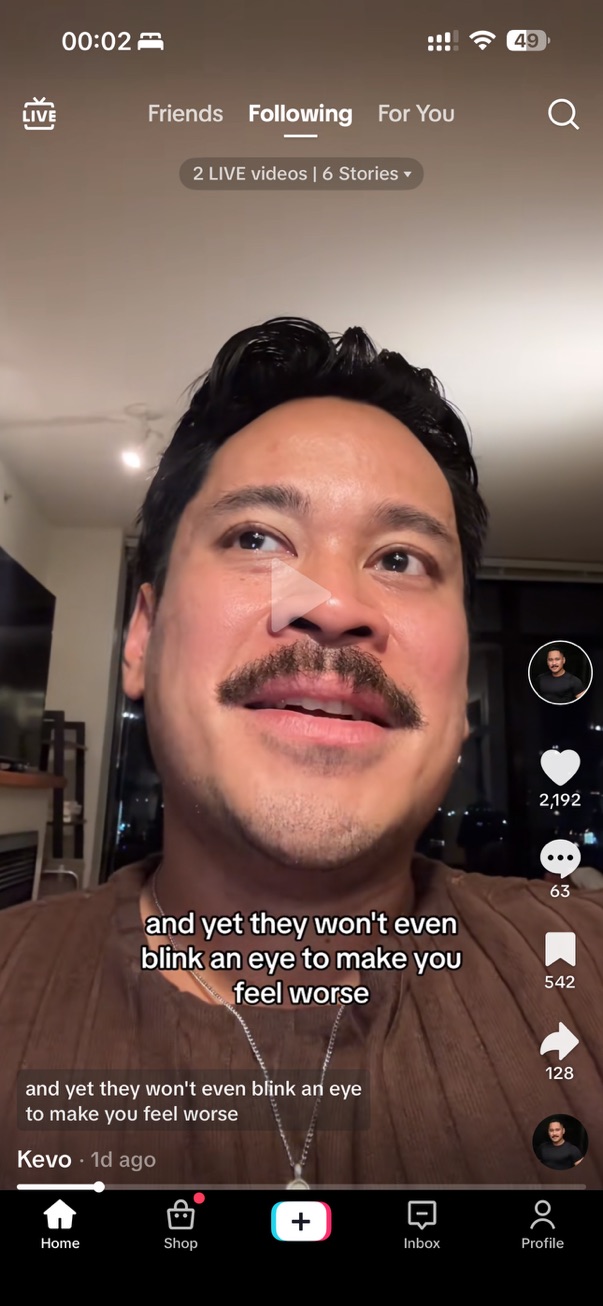 00:02
49
LIVE
Friends Following For You
2 LIVE videos | 6 Stories
and yet they won't even
blink an eye to make you
feel worse
2,192
63
542
128
and yet they won't even blink an eye
to make you feel worse
Kevo · 1d ago
Home Shop Inbox Profile